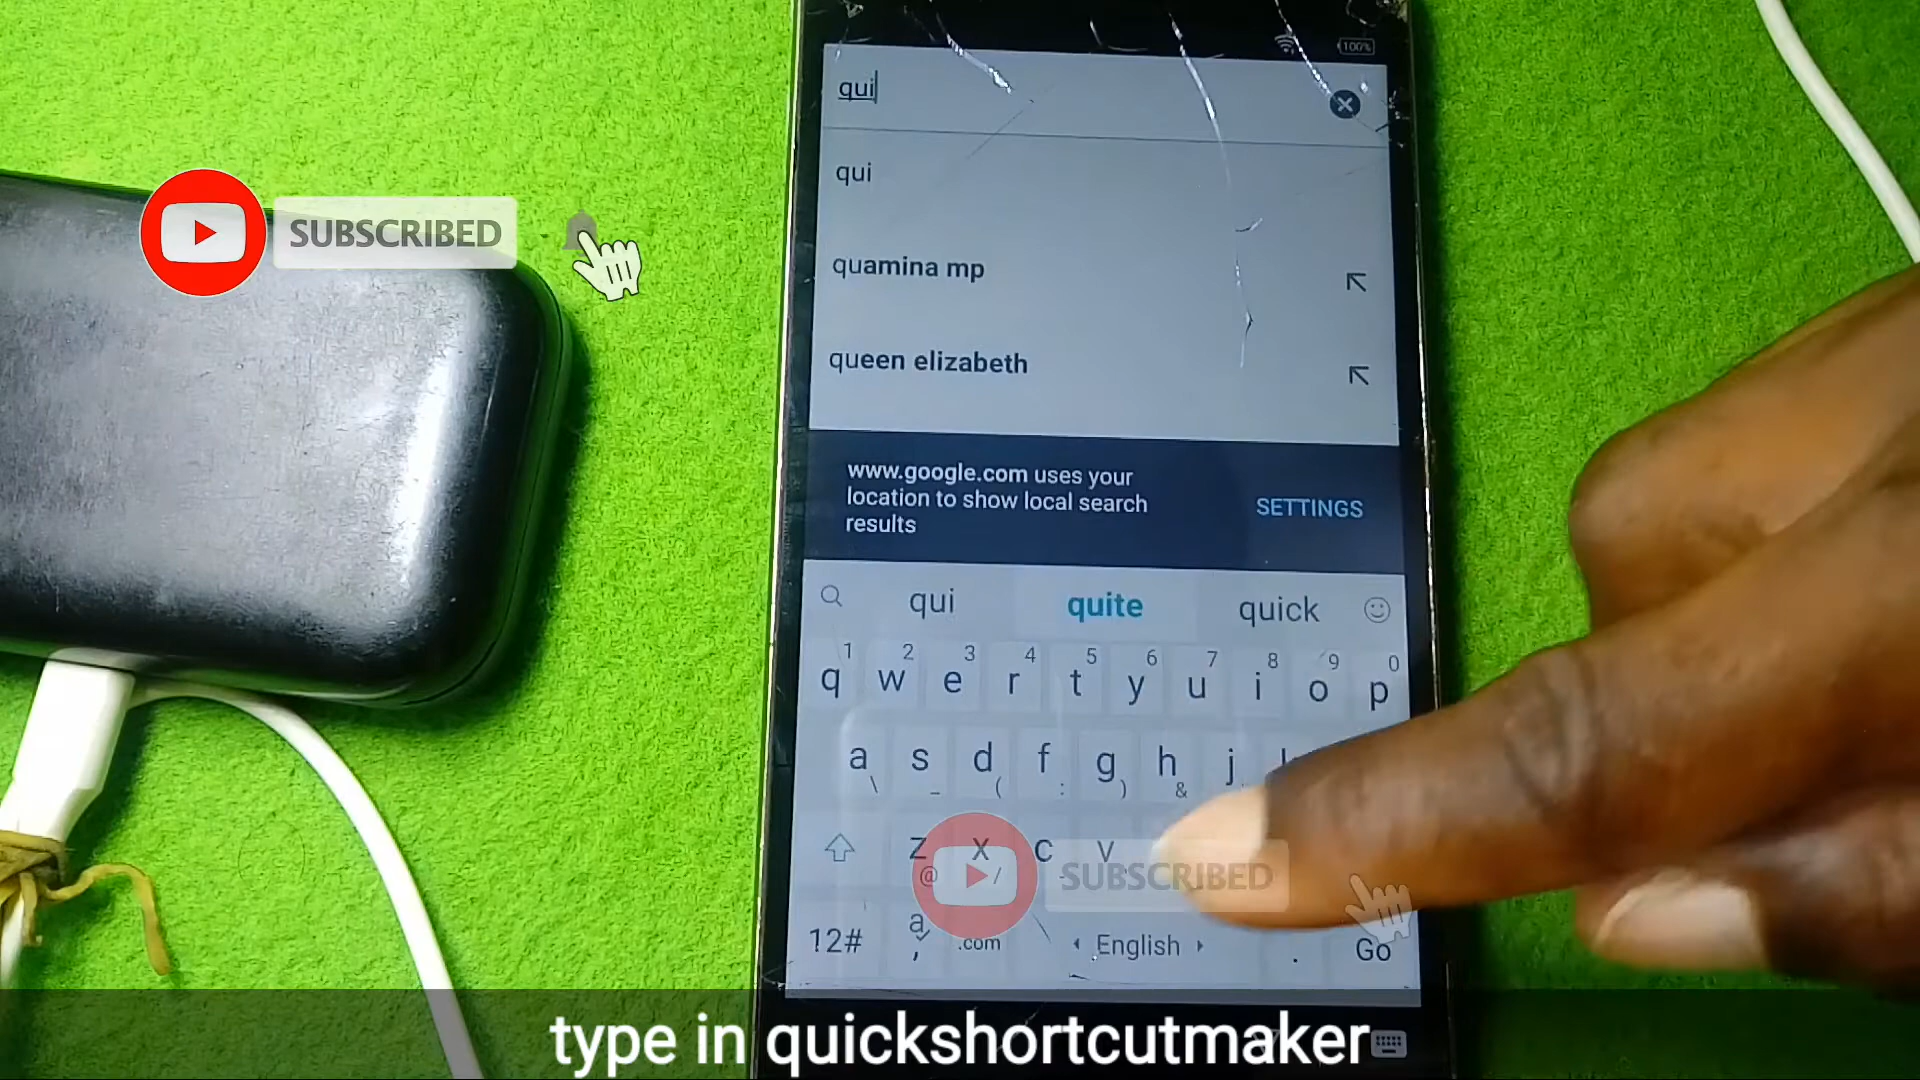 100%
qui
qui
quamina mp
queen elizabeth
www.google.com uses your
location to show local search
results
SETTINGS
SUBSCRIBED
qui quite quick
1 2 3 4 5 6 7 8 9 0
q w e r t y u i o p
a s d f g h j
\ _ ( : ) &
z x c v
@ /
SUBSCRIBED
12# , .com English . Go
type in quickshortcutmaker